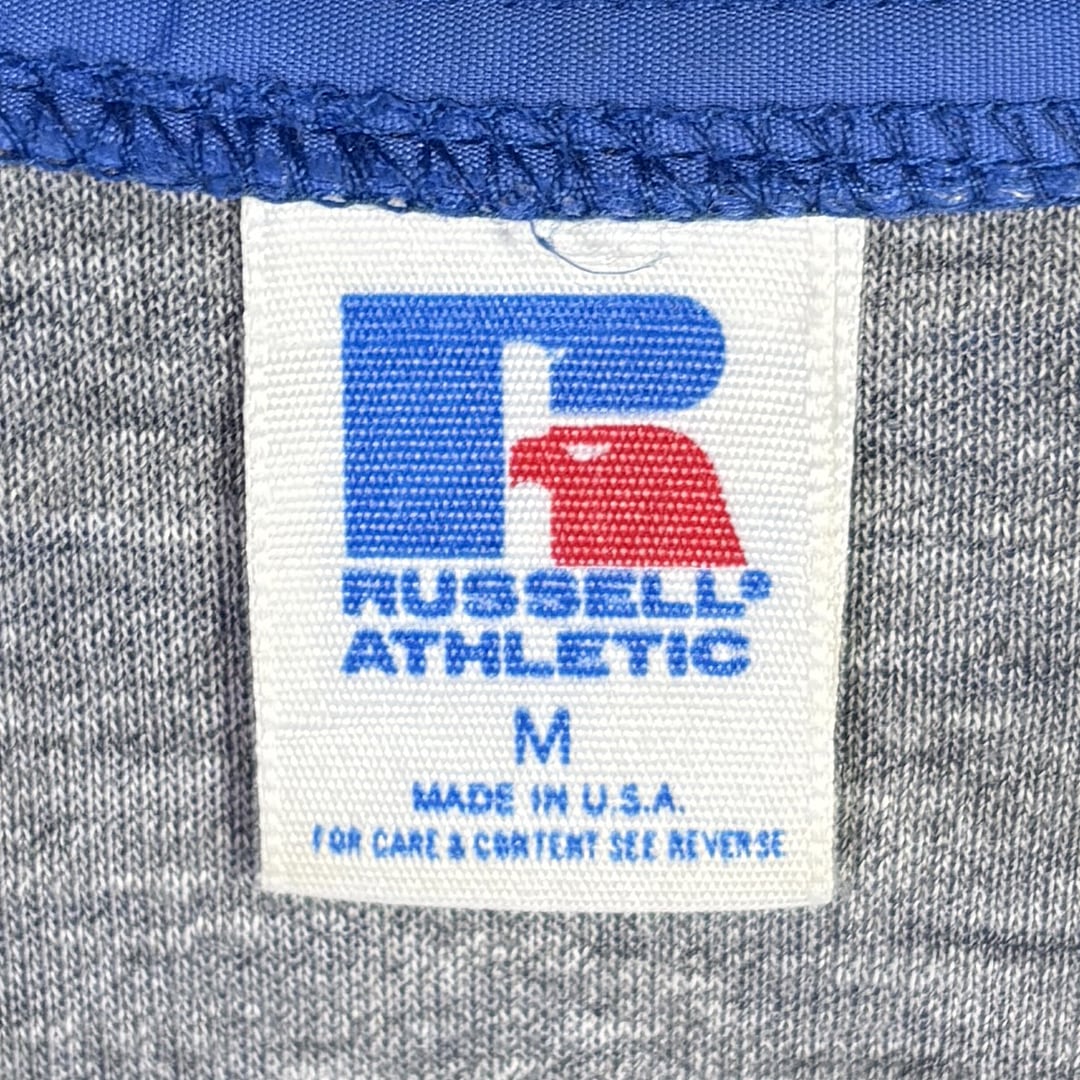 R
RUSSELL®
ATHLETIC
M
MADE IN U.S.A.
FOR CARE & CONTENT SEE REVERSE